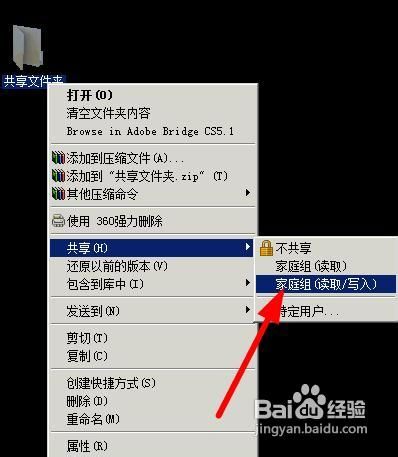 共享文件夹
打开(O)
清空文件夹内容
Browse in Adobe Bridge CS5.1
添加到压缩文件(A)...
添加到 "共享文件夹.zip" (T)
其他压缩命令
使用 360强力删除
共享(H)
还原以前的版本(V)
包含到库中(I)
发送到(N)
剪切(T)
复制(C)
创建快捷方式(S)
删除(D)
重命名(M)
属性(R)
不共享
家庭组(读取)
家庭组(读取/写入)
特定用户...
Baidu 经验
jingyan.baidu.com